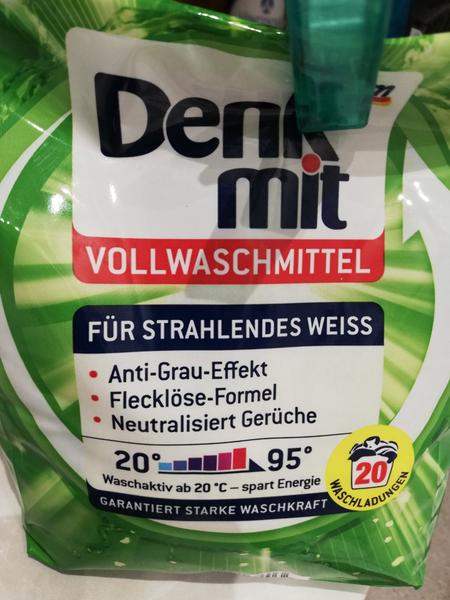 Denk
mit
VOLLWASCHMITTEL
FÜR STRAHLENDES WEISS
• Anti-Grau-Effekt
• Flecklöse-Formel
• Neutralisiert Gerüche
20° 95°
Waschaktiv ab 20 °C – spart Energie
GARANTIERT STARKE WASCHKRAFT
20
WASCHLADUNGEN